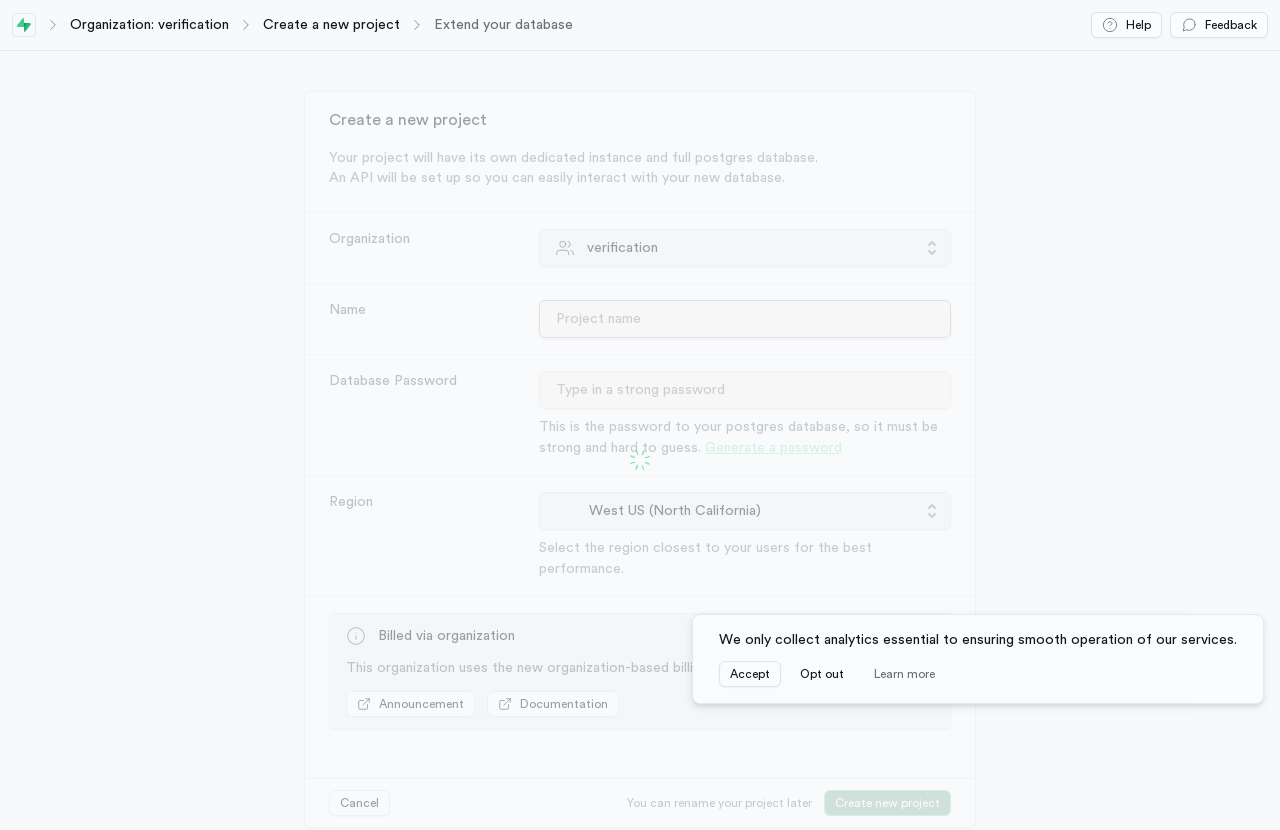 Organization: verification
Create a new project
Extend your database
Help
Feedback
Create a new project
Your project will have its own dedicated instance and full postgres database.
An API will be set up so you can easily interact with your new database.
Organization
verification
Name
Project name
Database Password
Type in a strong password
This is the password to your postgres database, so it must be
strong and hard to guess. Generate a password
Region
West US (North California)
Select the region closest to your users for the best
performance.
Billed via organization
This organization uses the new organization-based billi
Announcement
Documentation
We only collect analytics essential to ensuring smooth operation of our services.
Accept
Opt out
Learn more
Cancel
You can rename your project later
Create new project